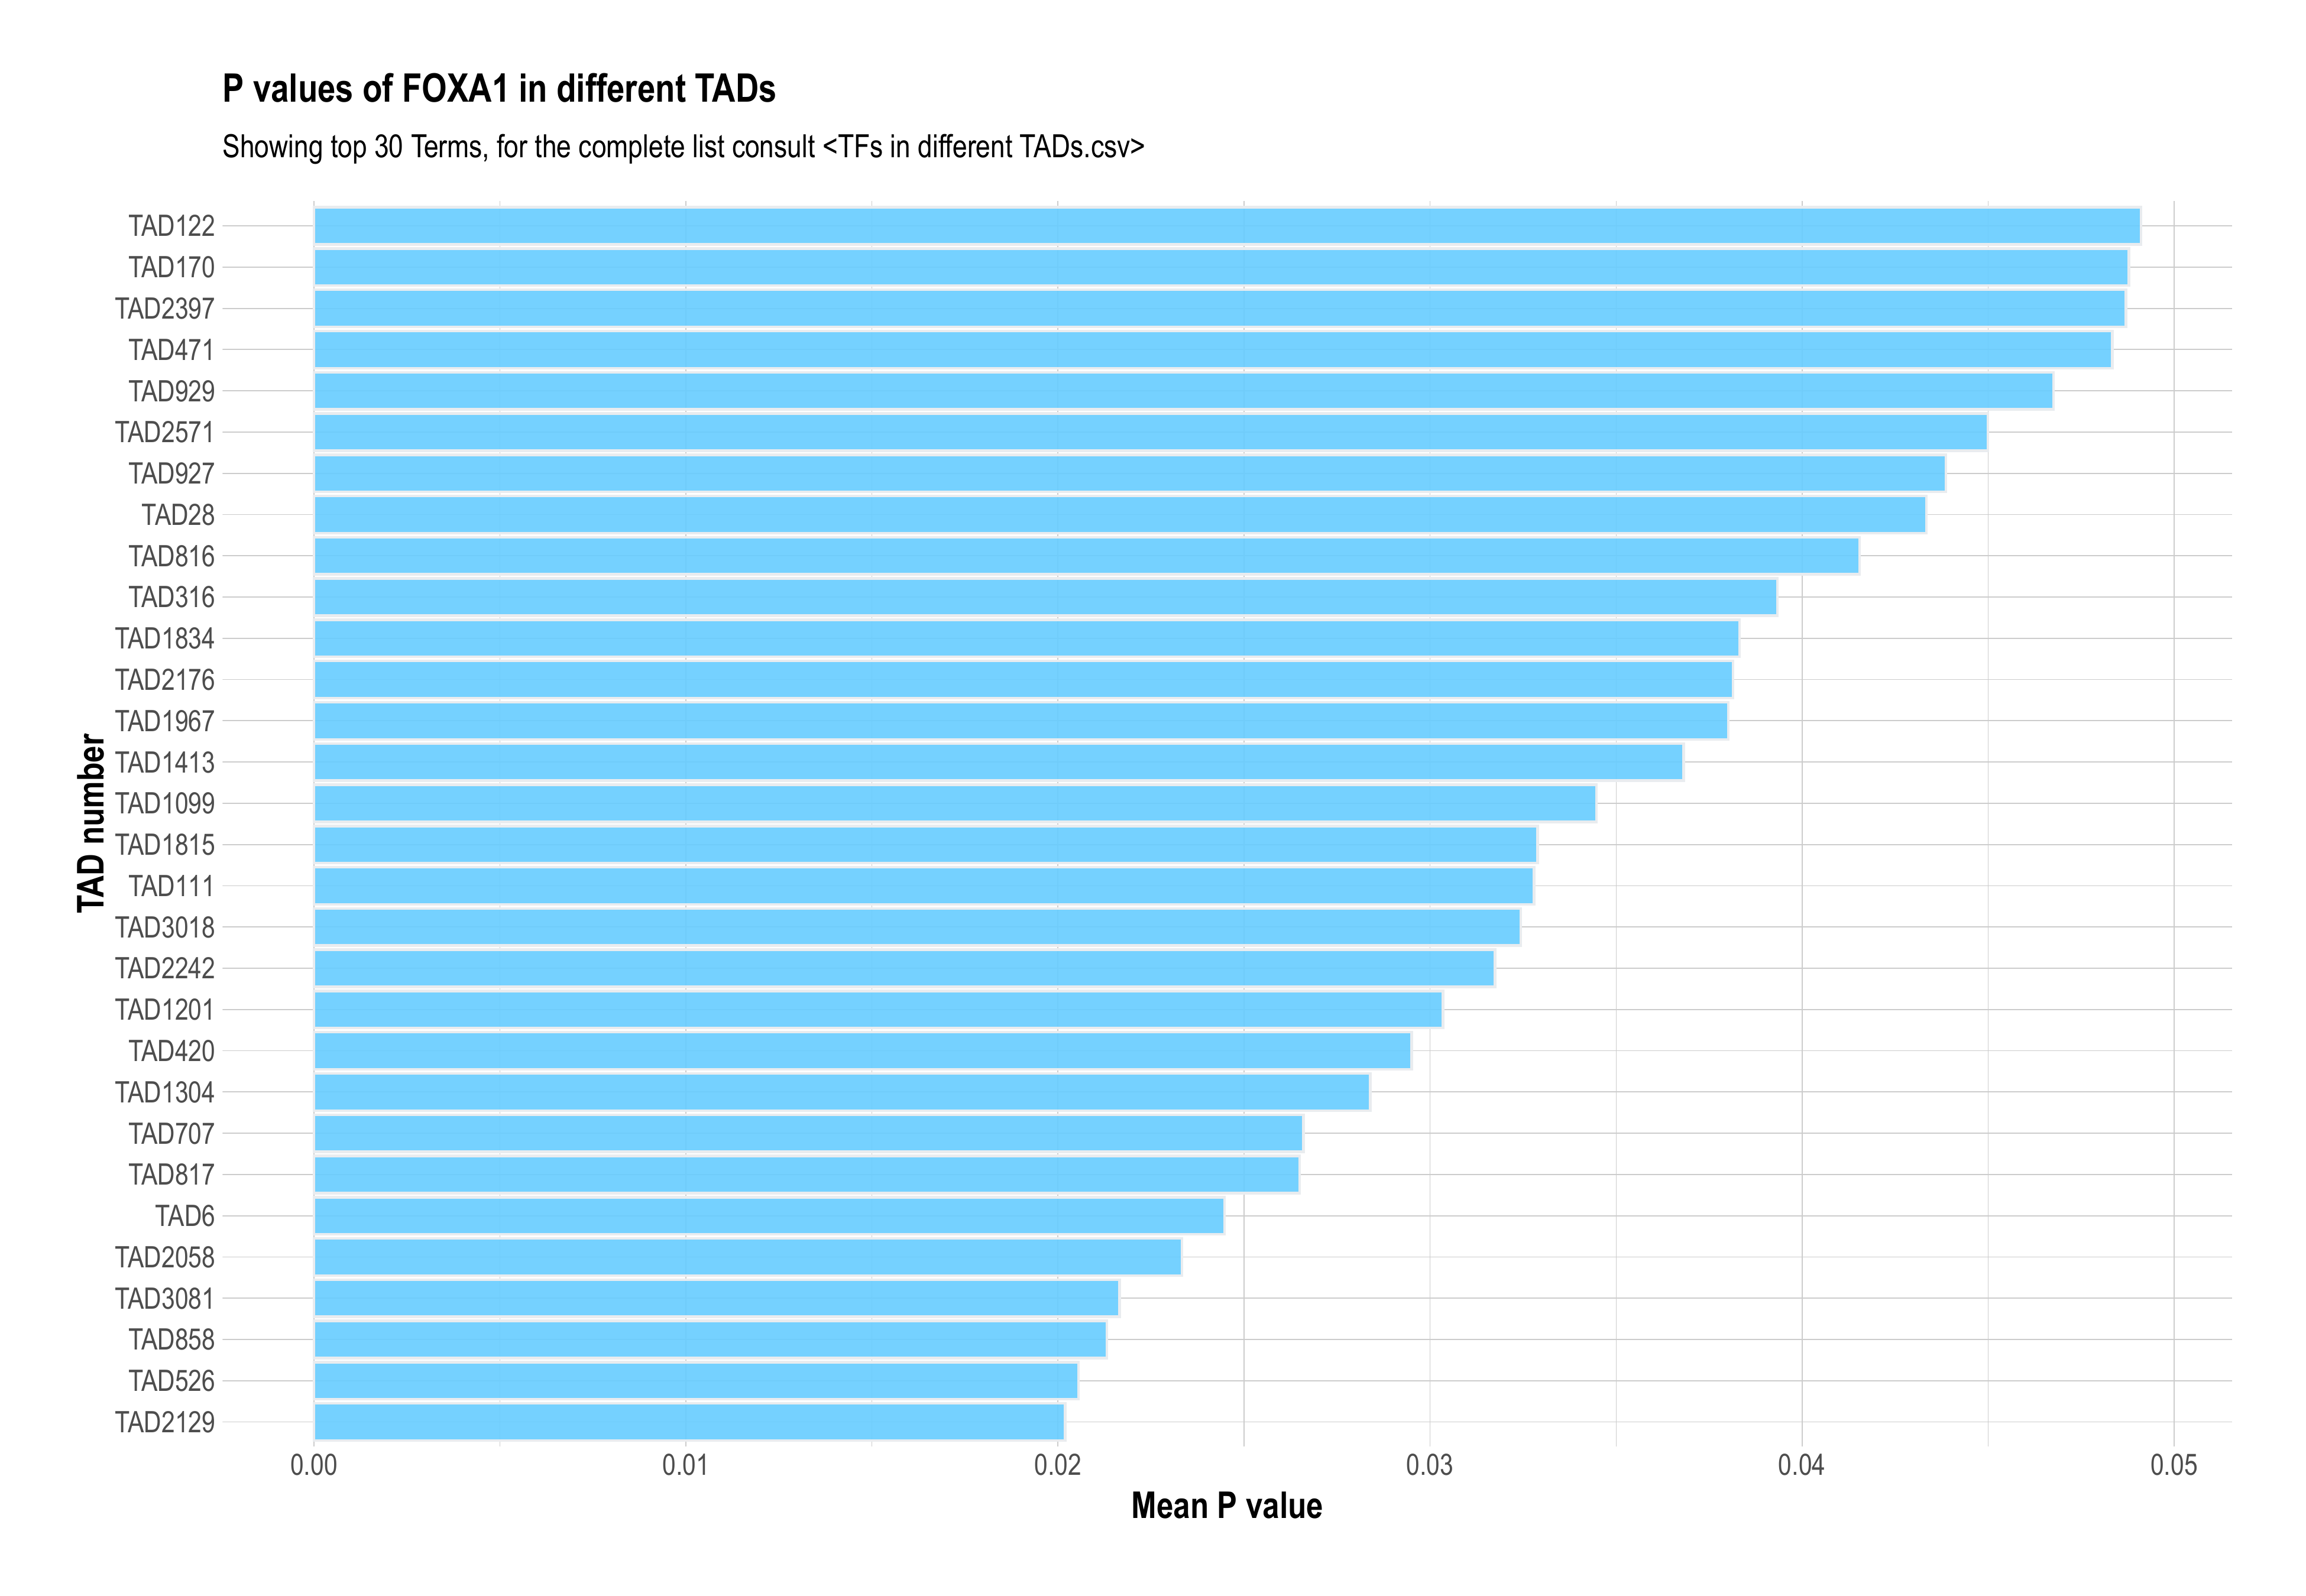 P values of FOXA1 in different TADs
Showing top 30 Terms, for the complete list consult <TFs in different TADs.csv>
TAD number
TAD122
TAD170
TAD2397
TAD471
TAD929
TAD2571
TAD927
TAD28
TAD816
TAD316
TAD1834
TAD2176
TAD1967
TAD1413
TAD1099
TAD1815
TAD111
TAD3018
TAD2242
TAD1201
TAD420
TAD1304
TAD707
TAD817
TAD6
TAD2058
TAD3081
TAD858
TAD526
TAD2129
0.00 0.01 0.02 0.03 0.04 0.05
Mean P value